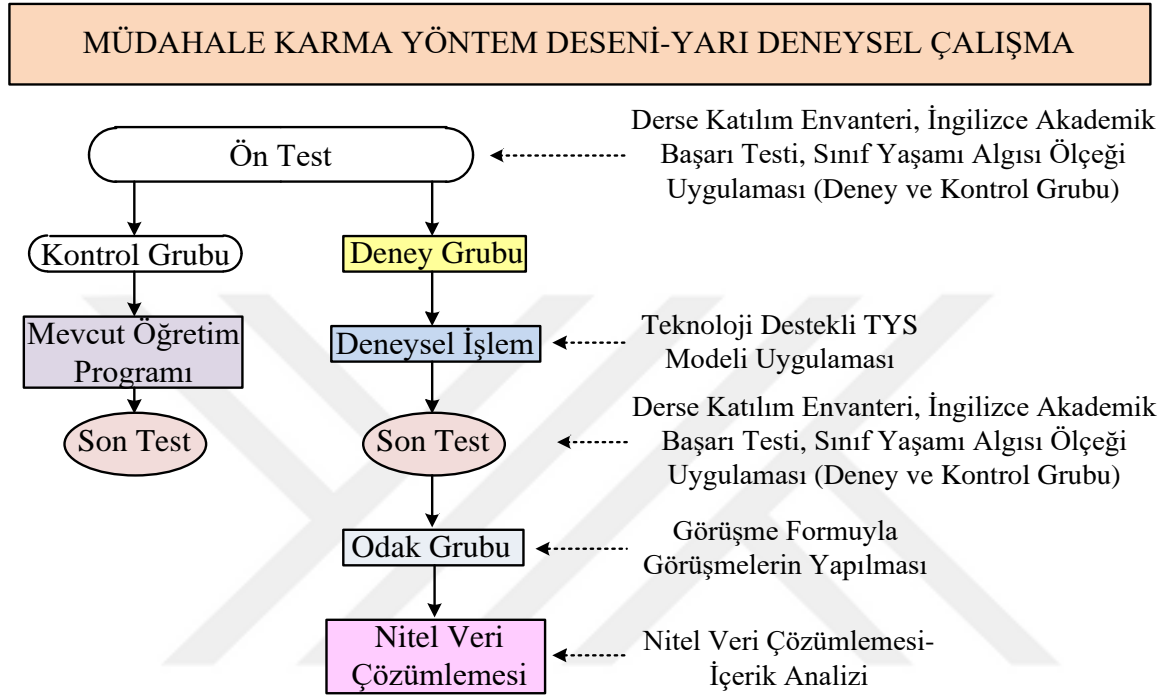 MÜDAHALE KARMA YÖNTEM DESENİ-YARI DENEYSEL ÇALIŞMA
Ön Test
Derse Katılım Envanteri, İngilizce Akademik
Başarı Testi, Sınıf Yaşamı Algısı Ölçeği
Uygulaması (Deney ve Kontrol Grubu)
Kontrol Grubu
Deney Grubu
Mevcut Öğretim
Programı
Deneysel İşlem
Teknoloji Destekli TYS
Modeli Uygulaması
Son Test
Son Test
Derse Katılım Envanteri, İngilizce Akademik
Başarı Testi, Sınıf Yaşamı Algısı Ölçeği
Uygulaması (Deney ve Kontrol Grubu)
Odak Grubu
Görüşme Formuyla
Görüşmelerin Yapılması
Nitel Veri
Çözümlemesi
Nitel Veri Çözümlemesi-
İçerik Analizi